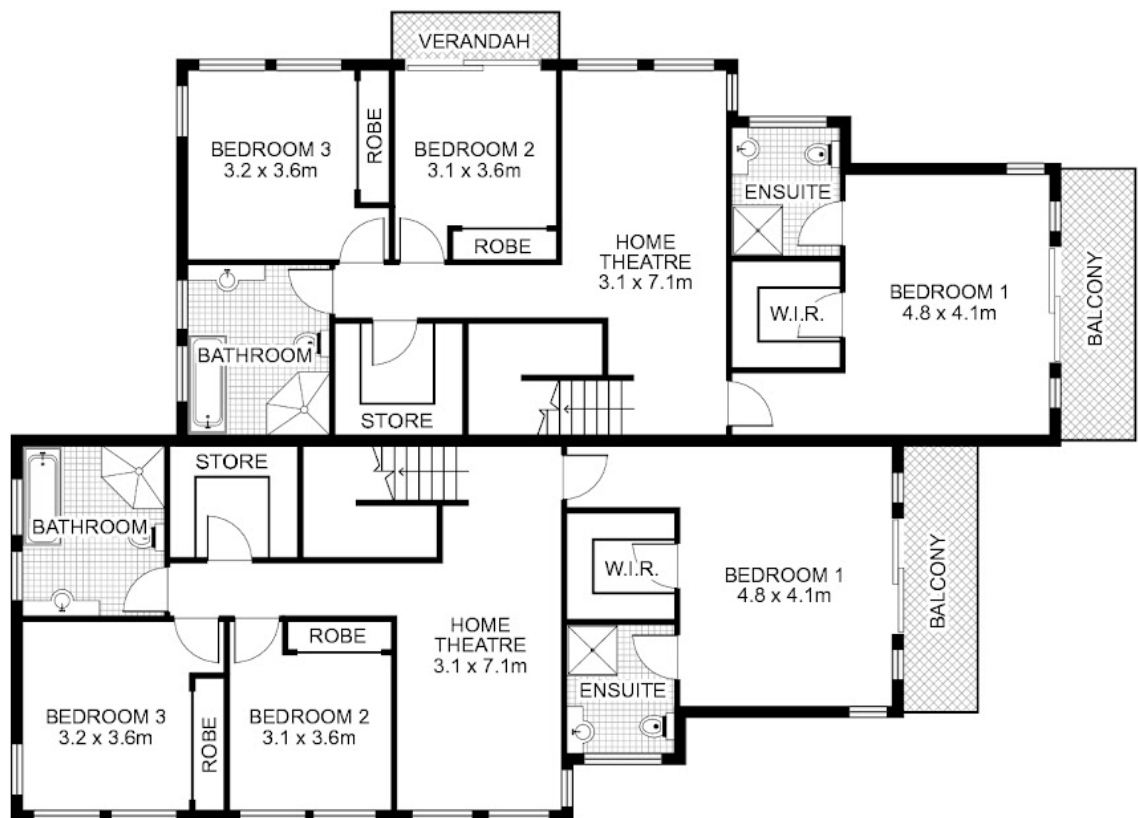 VERANDAH
BEDROOM 3
3.2 x 3.6m
ROBE
BEDROOM 2
3.1 x 3.6m
ROBE
ENSUITE
HOME
THEATRE
3.1 x 7.1m
W.I.R.
BEDROOM 1
4.8 x 4.1m
BALCONY
BATHROOM
STORE
STORE
BATHROOM
W.I.R.
BEDROOM 1
4.8 x 4.1m
BALCONY
HOME
THEATRE
3.1 x 7.1m
ROBE
ENSUITE
BEDROOM 3
3.2 x 3.6m
ROBE
BEDROOM 2
3.1 x 3.6m